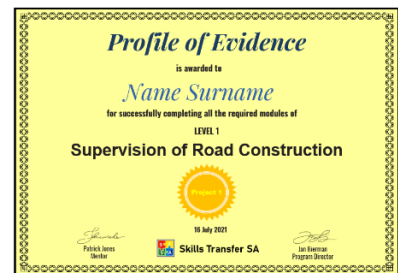 Profile of Evidence
is awarded to
Name Surname
for successfully completing all the required modules of
LEVEL 1
Supervision of Road Construction
Project 1
16 July 2021
Patrick Jones
Mentor
Skills Transfer SA
Jan Bierman
Program Director